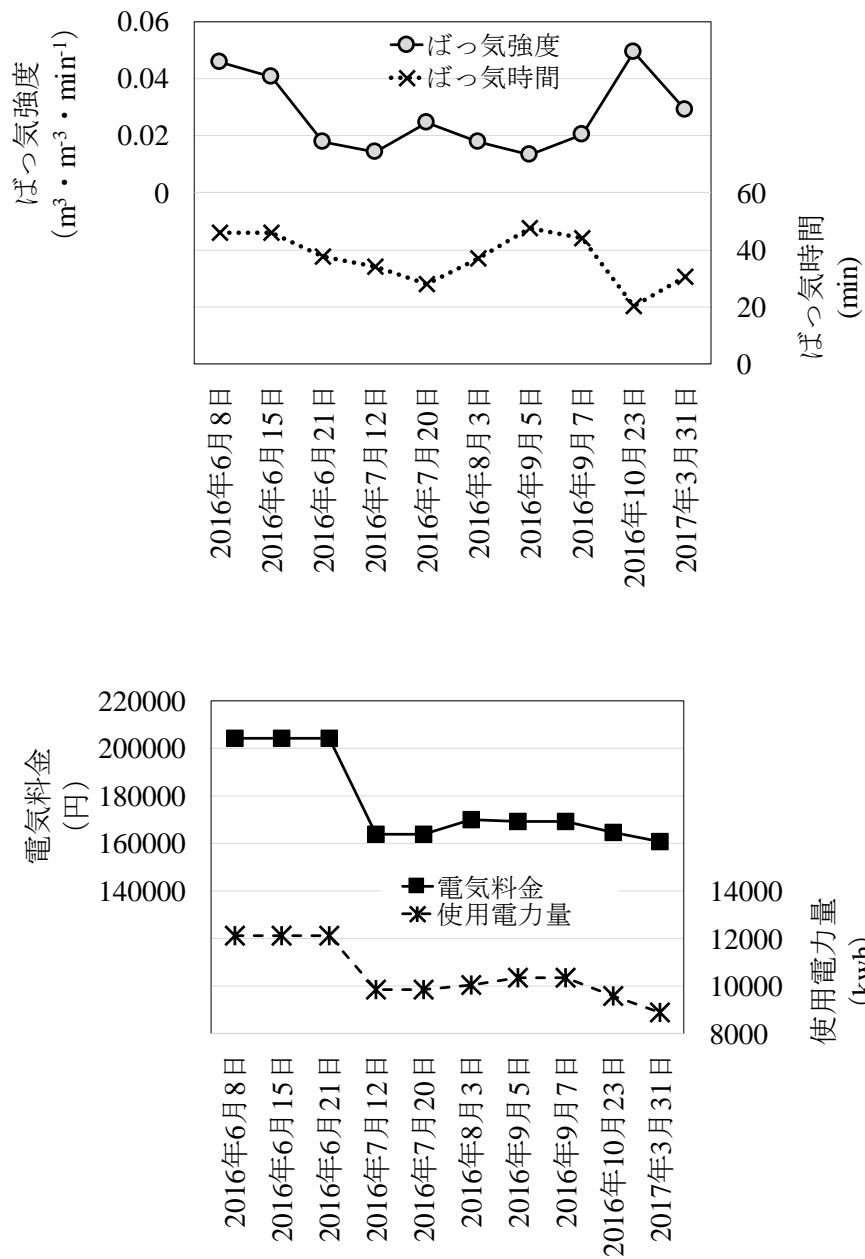 0.06
0.04
0.02
0
ばっ気強度
(m³・m⁻³・min⁻¹)
ばっ気強度
ばっ気時間
60
40
20
0
ばっ気時間
(min)
2016年6月8日
2016年6月15日
2016年6月21日
2016年7月12日
2016年7月20日
2016年8月3日
2016年9月5日
2016年9月7日
2016年10月23日
2017年3月31日
220000
200000
180000
160000
140000
電気料金
(円)
電気料金
使用電力量
14000
12000
10000
8000
使用電力量
(kwh)
2016年6月8日
2016年6月15日
2016年6月21日
2016年7月12日
2016年7月20日
2016年8月3日
2016年9月5日
2016年9月7日
2016年10月23日
2017年3月31日